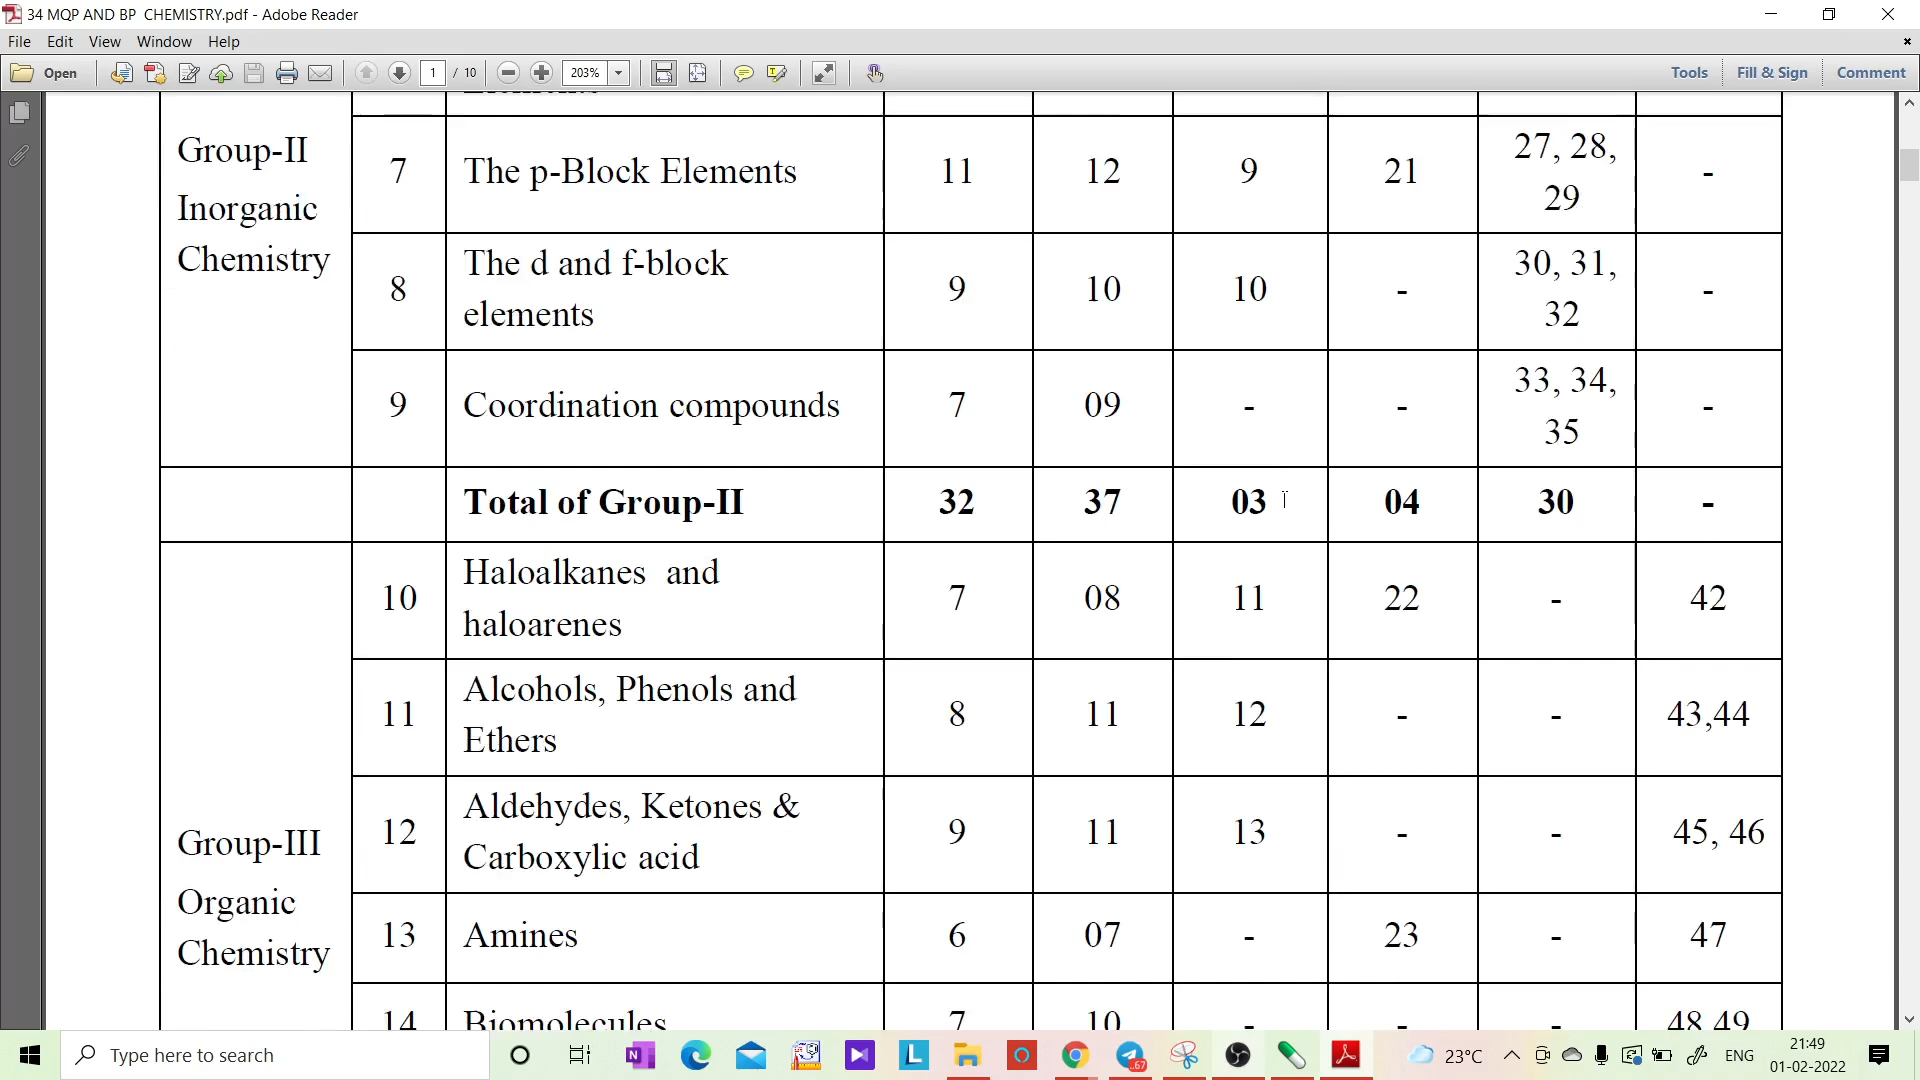 34 MQP AND BP CHEMISTRY.pdf - Adobe Reader
File Edit View Window Help
Open 1 / 10 203% Tools Fill & Sign Comment
Group-II
Inorganic
Chemistry
7 The p-Block Elements 11 12 9 21 27, 28, 29 -
8 The d and f-block elements 9 10 10 - 30, 31, 32 -
9 Coordination compounds 7 09 - - 33, 34, 35 -
Total of Group-II 32 37 03 04 30 -
Group-III
Organic
Chemistry
10 Haloalkanes and haloarenes 7 08 11 22 - 42
11 Alcohols, Phenols and Ethers 8 11 12 - - 43,44
12 Aldehydes, Ketones & Carboxylic acid 9 11 13 - - 45, 46
13 Amines 6 07 - 23 - 47
14 Biomolecules 7 10 - - - 48,49
Type here to search
23°C ENG 21:49
01-02-2022